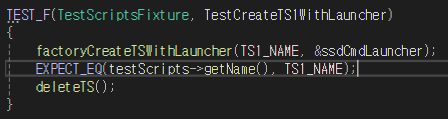 TEST_F(TestScriptsFixture, TestCreateTS1WithLauncher)
{
    factoryCreateTSWithLauncher(TS1_NAME, &ssdCmdLauncher);
    EXPECT_EQ(testScripts->getName(), TS1_NAME);
    deleteTS();
}